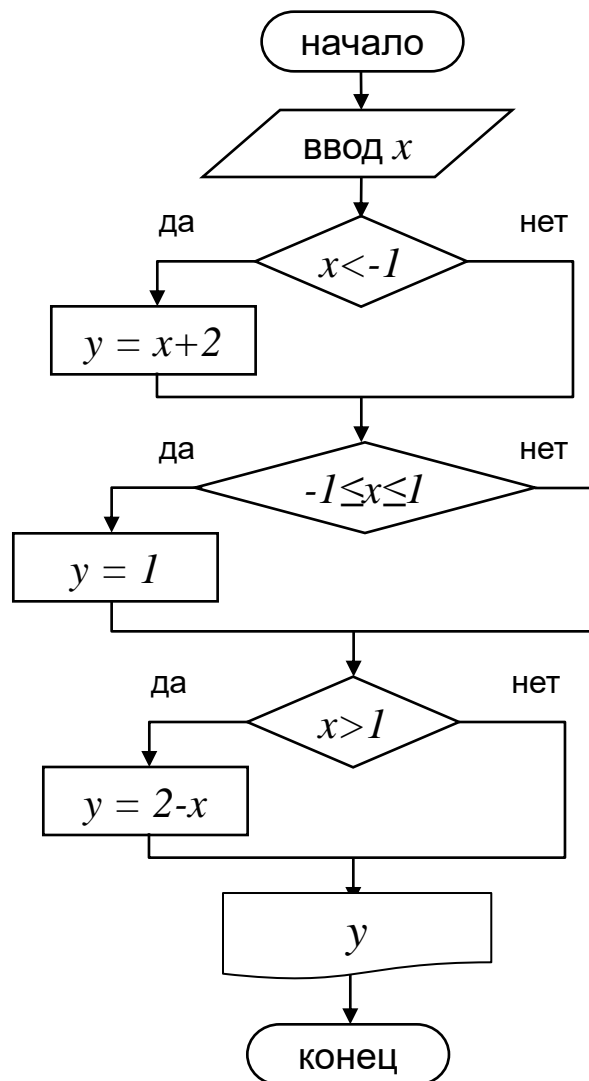 начало
ввод x
да
нет
x<-1
y = x+2
да
нет
-1≤x≤1
y = 1
да
нет
x>1
y = 2-x
y
конец